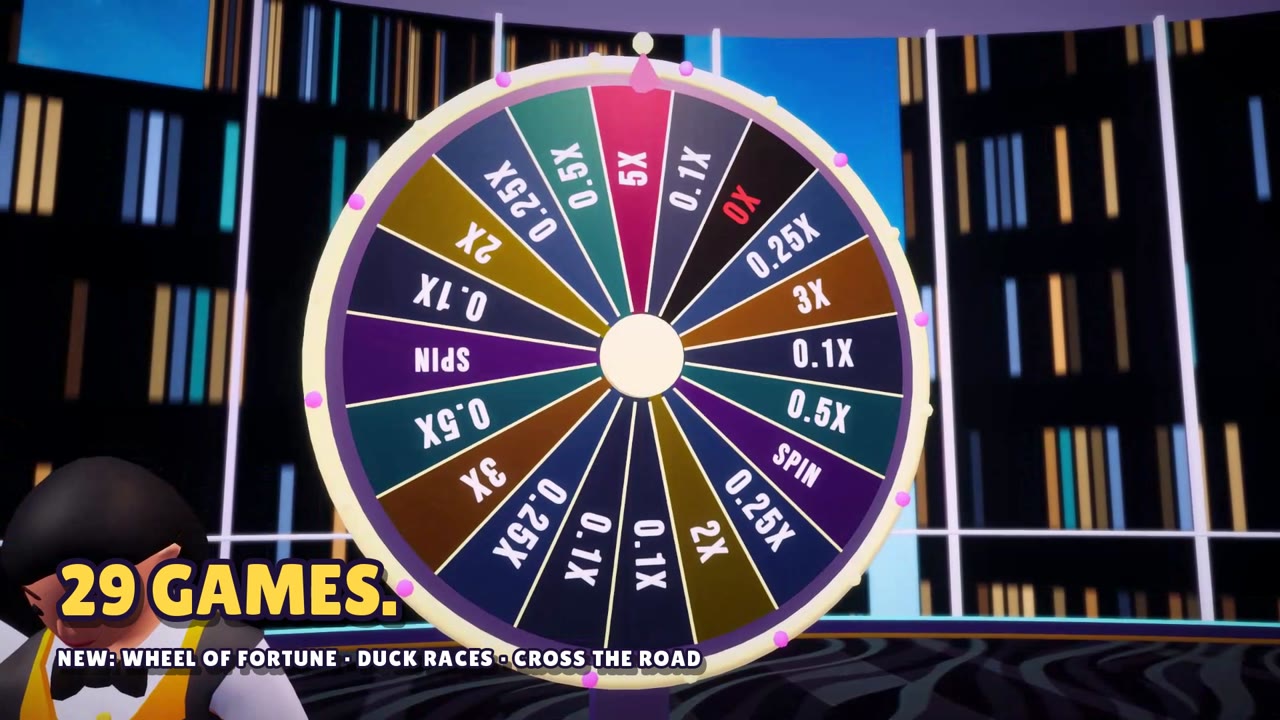 5X
0.1X
0X
0.25X
3X
0.1X
0.5X
SPIN
0.25X
2X
0.1X
0.1X
0.25X
3X
0.5X
SPIN
0.1X
2X
0.25X
0.5X
29 GAMES.
NEW: WHEEL OF FORTUNE · DUCK RACES · CROSS THE ROAD